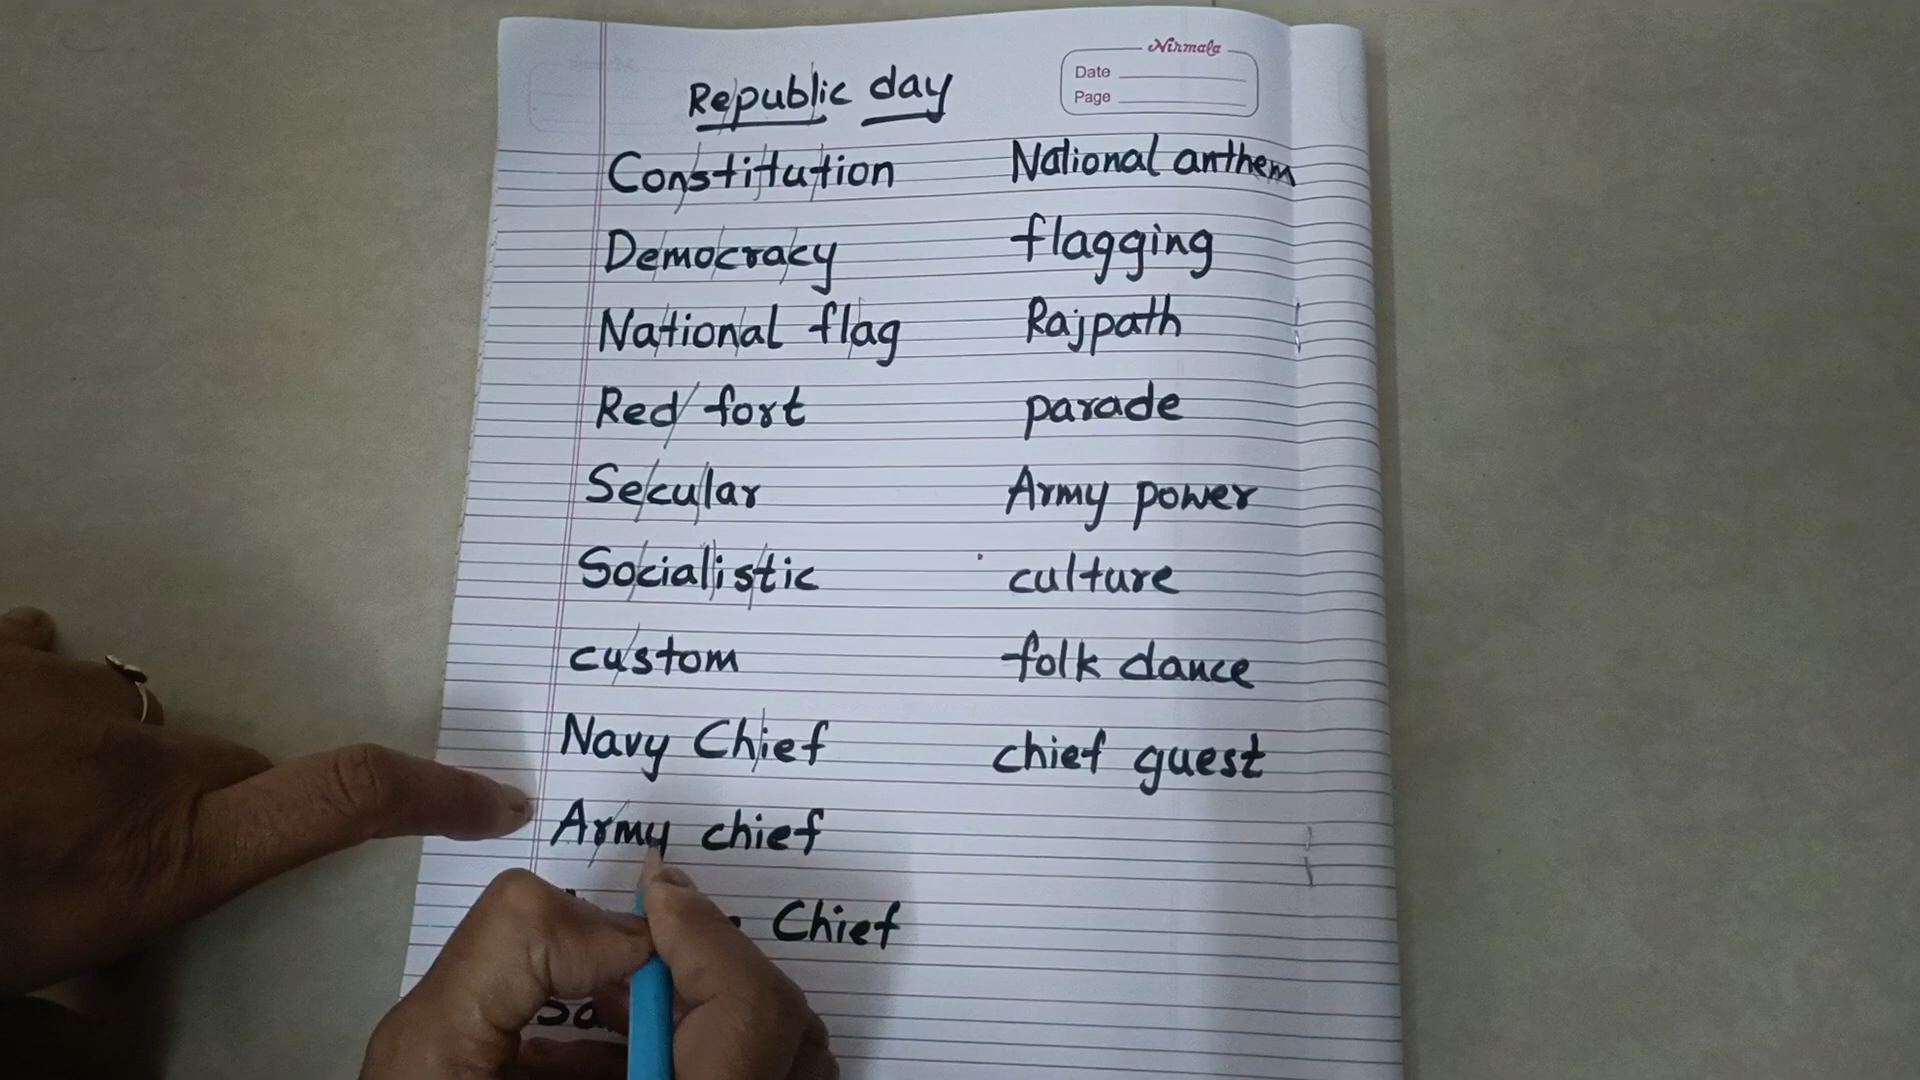 Nirmala
Date
Page
Republic day
Constitution
Democracy
National flag
Red fort
Secular
Socialistic
custom
Navy Chief
Army chief
Chief
National anthem
flagging
Rajpath
parade
Army power
culture
folk dance
chief guest